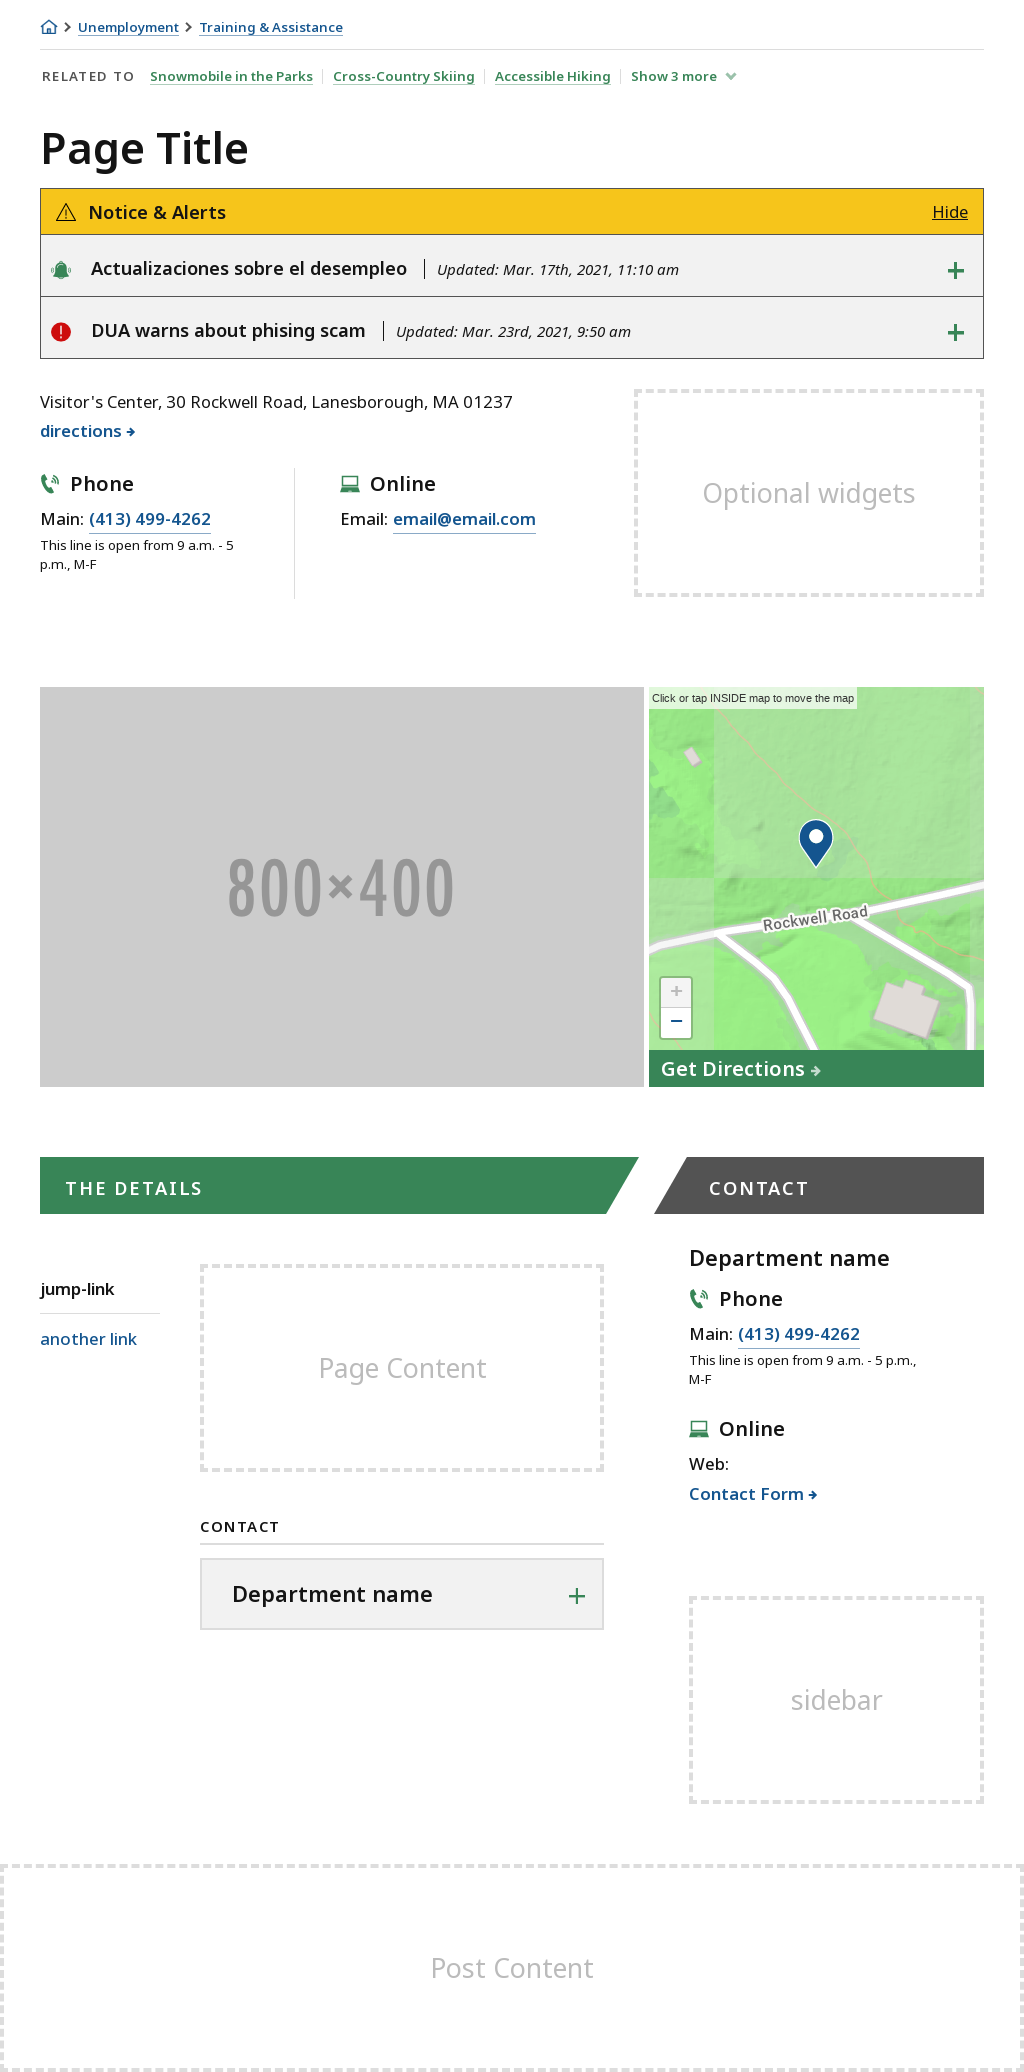 Unemployment Training & Assistance
RELATED TO Snowmobile in the Parks Cross-Country Skiing Accessible Hiking Show 3 more
Page Title
Notice & Alerts Hide
Actualizaciones sobre el desempleo Updated: Mar. 17th, 2021, 11:10 am
DUA warns about phising scam Updated: Mar. 23rd, 2021, 9:50 am
Visitor's Center, 30 Rockwell Road, Lanesborough, MA 01237
directions
Phone
Main: (413) 499-4262
This line is open from 9 a.m. - 5
p.m., M-F
Online
Email: email@email.com
Optional widgets
800×400
Click or tap INSIDE map to move the map
Rockwell Road
+
−
Get Directions
THE DETAILS
jump-link
another link
Page Content
CONTACT
Department name
CONTACT
Department name
Phone
Main: (413) 499-4262
This line is open from 9 a.m. - 5 p.m.,
M-F
Online
Web:
Contact Form
sidebar
Post Content